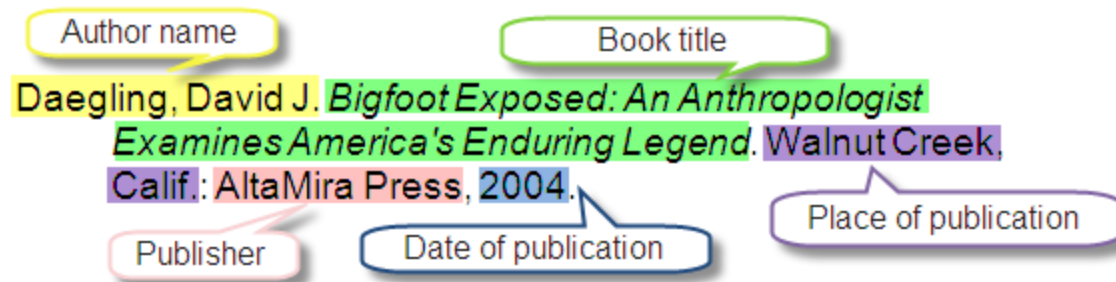 Author name
Book title
Daegling, David J. Bigfoot Exposed: An Anthropologist
Examines America's Enduring Legend. Walnut Creek,
Calif.: AltaMira Press, 2004.
Publisher
Date of publication
Place of publication